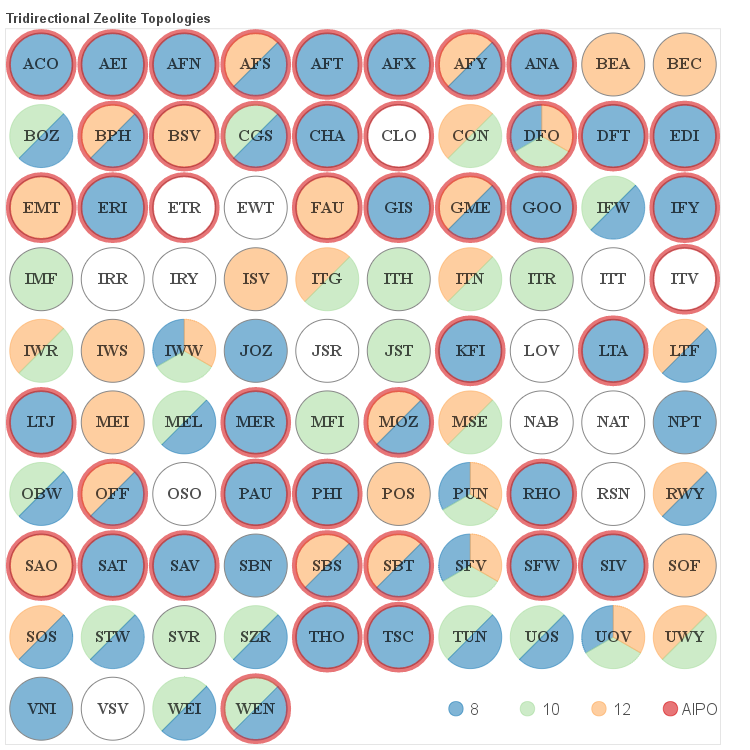 Tridirectional Zeolite Topologies
ACO AEI AFN AFS AFT AFX AFY ANA BEA BEC
BOZ BPH BSV CGS CHA CLO CON DFO DFT EDI
EMT ERI ETR EWT FAU GIS GME GOO IFW IFY
IMF IRR IRY ISV ITG ITH ITN ITR ITT ITV
IWR IWS IWW JOZ JSR JST KFI LOV LTA LTF
LTJ MEI MEL MER MFI MOZ MSE NAB NAT NPT
OBW OFF OSO PAU PHI POS PUN RHO RSN RWY
SAO SAT SAV SBN SBS SBT SFV SFW SIV SOF
SOS STW SVR SZR THO TSC TUN UOS UOV UWY
VNI VSV WEI WEN 8 10 12 AlPO